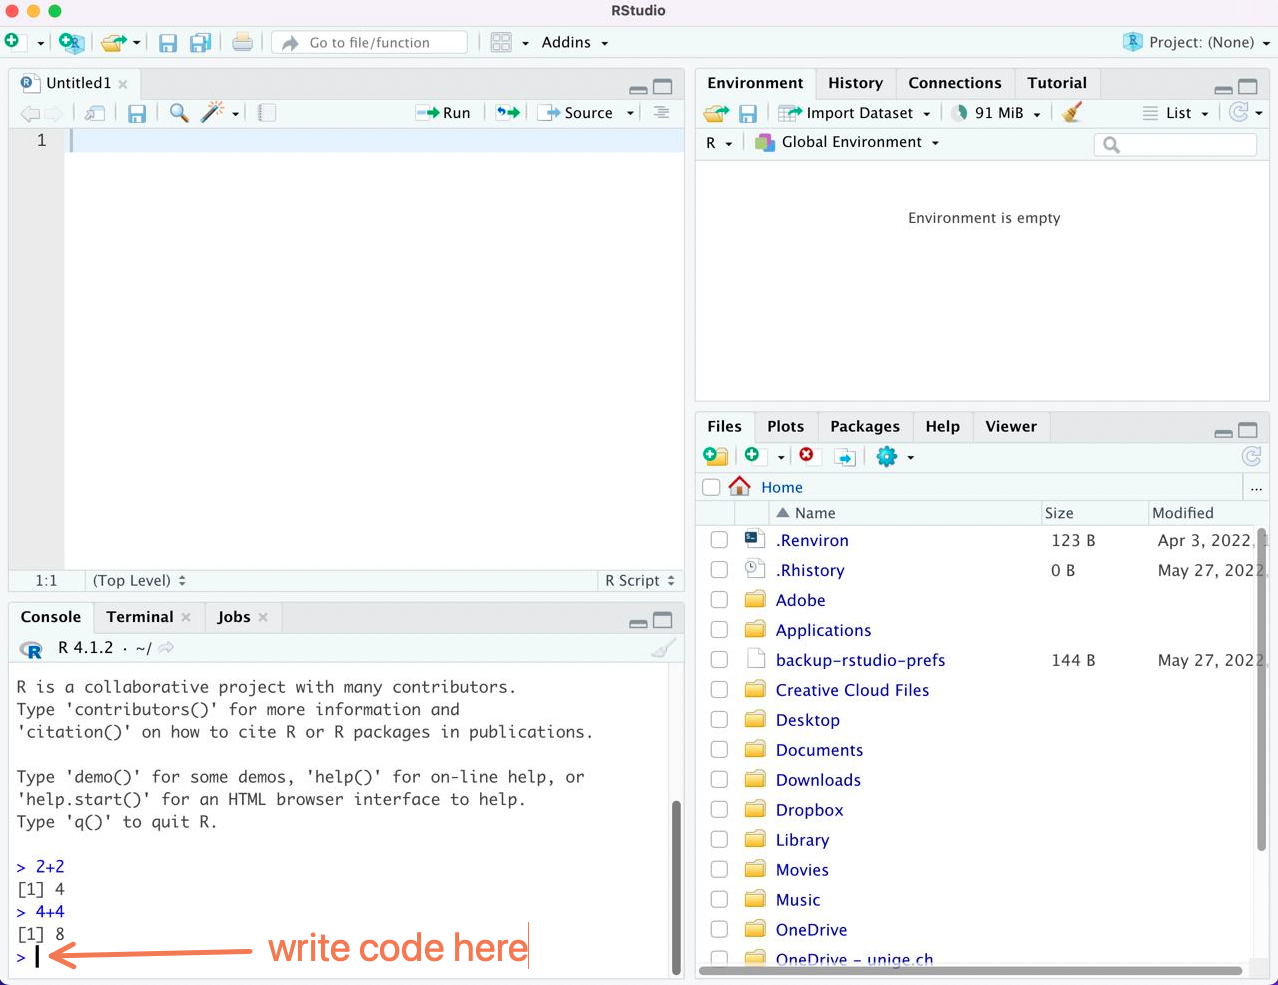 RStudio
Go to file/function
Addins
Project: (None)
Untitled1
Run
Source
1
1:1
(Top Level)
R Script
Console
Terminal
Jobs
R 4.1.2 · ~/
R is a collaborative project with many contributors.
Type 'contributors()' for more information and
'citation()' on how to cite R or R packages in publications.
Type 'demo()' for some demos, 'help()' for on-line help, or
'help.start()' for an HTML browser interface to help.
Type 'q()' to quit R.
> 2+2
[1] 4
> 4+4
[1] 8
>
write code here
Environment
History
Connections
Tutorial
Import Dataset
91 MiB
List
R
Global Environment
Environment is empty
Files
Plots
Packages
Help
Viewer
Home
...
Name Size Modified
.Renviron 123 B Apr 3, 2022, 1
.Rhistory 0 B May 27, 2022,
Adobe
Applications
backup-rstudio-prefs 144 B May 27, 2022,
Creative Cloud Files
Desktop
Documents
Downloads
Dropbox
Library
Movies
Music
OneDrive
OneDrive - unige.ch